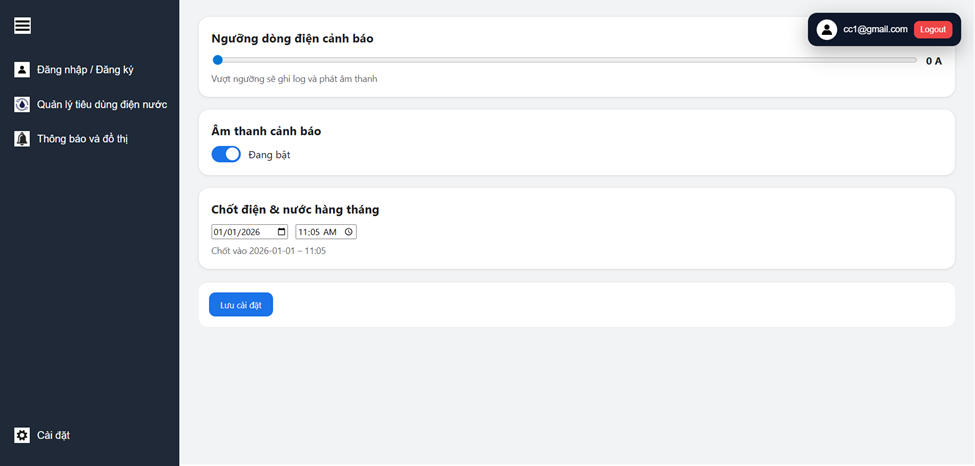 Đăng nhập / Đăng ký
Quản lý tiêu dùng điện nước
Thông báo và đồ thị
Cài đặt
cc1@gmail.com Logout
Ngưỡng dòng điện cảnh báo
0 A
Vượt ngưỡng sẽ ghi log và phát âm thanh
Âm thanh cảnh báo
Đang bật
Chốt điện & nước hàng tháng
01/01/2026 11:05 AM
Chốt vào 2026-01-01 – 11:05
Lưu cài đặt